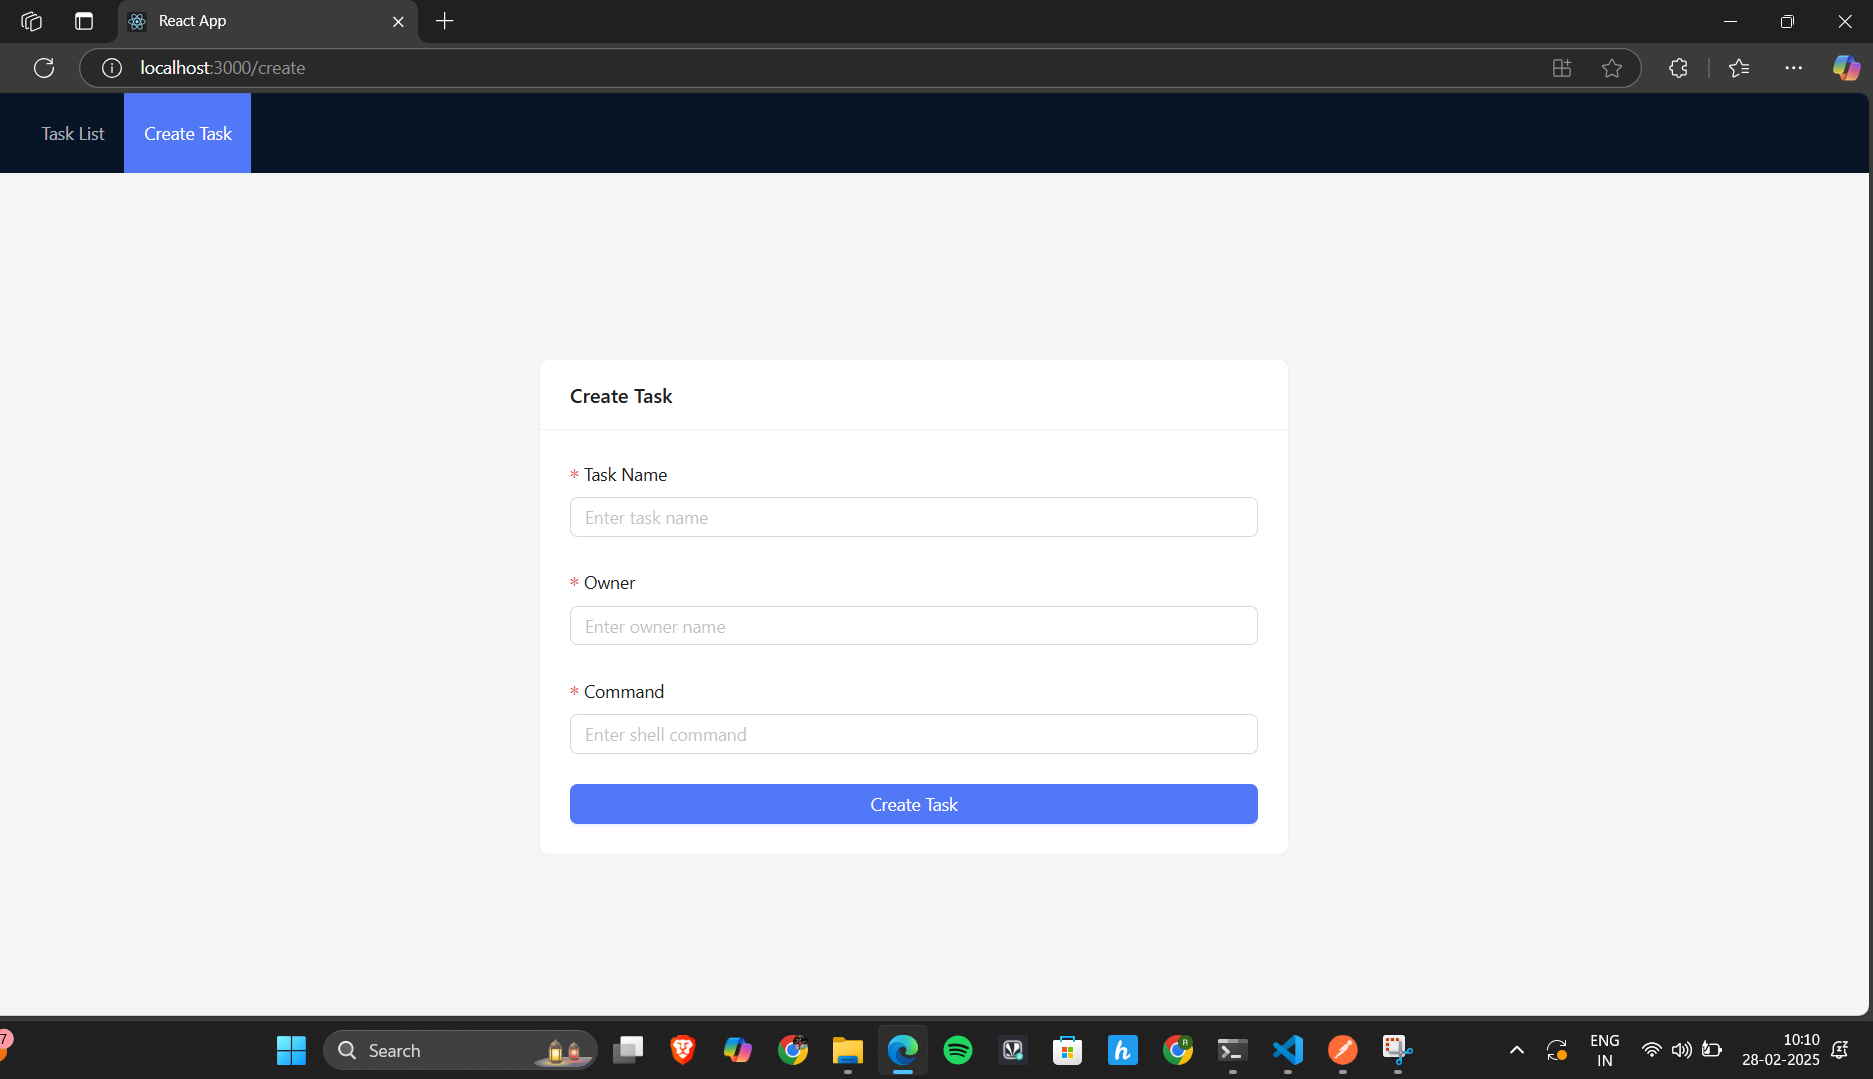 React App
localhost:3000/create
Task List
Create Task
Create Task
* Task Name
Enter task name
* Owner
Enter owner name
* Command
Enter shell command
Create Task
7
Search
R
ENG
IN
10:10
28-02-2025